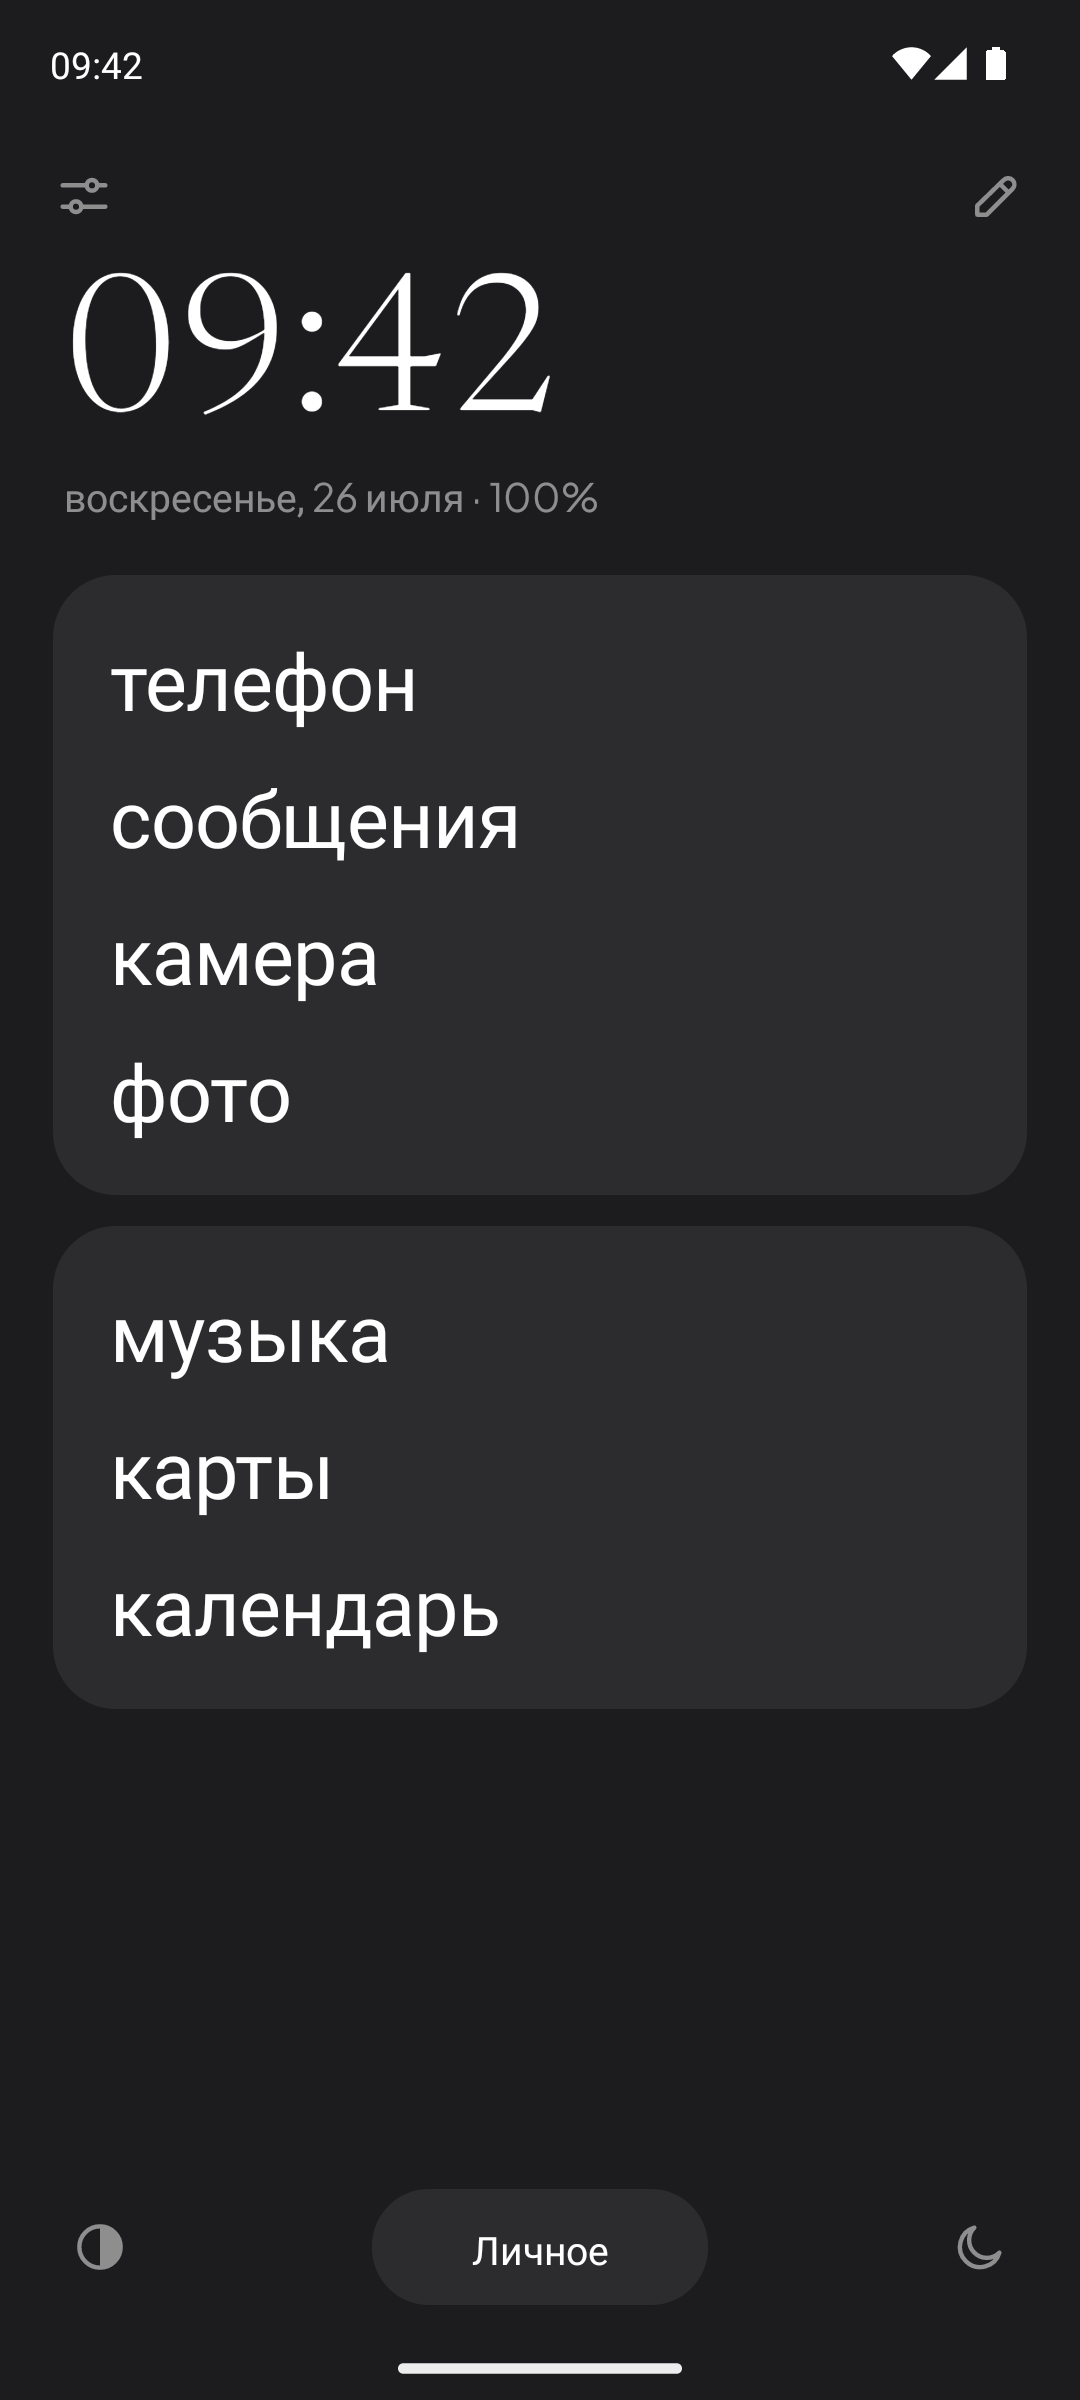 09:42
09:42
воскресенье, 26 июля · 100%
телефон
сообщения
камера
фото
музыка
карты
календарь
Личное